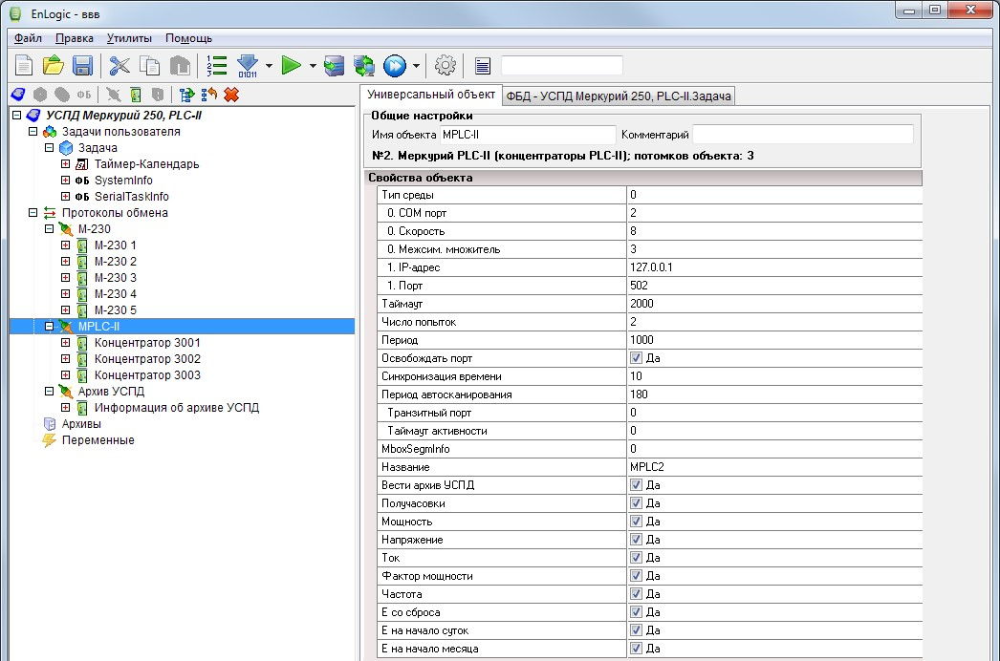 EnLogic - ввв
Файл Правка Утилиты Помощь
УСПД Меркурий 250, PLC-II
Задачи пользователя
Задача
Таймер-Календарь
ФБ SystemInfo
ФБ SerialTaskInfo
Протоколы обмена
М-230
М-230 1
М-230 2
М-230 3
М-230 4
М-230 5
MPLC-II
Концентратор 3001
Концентратор 3002
Концентратор 3003
Архив УСПД
Информация об архиве УСПД
Архивы
Переменные
Универсальный объект ФБД - УСПД Меркурий 250, PLC-II.Задача
Общие настройки
Имя объекта MPLC-II Комментарий
№2. Меркурий PLC-II (концентраторы PLC-II); потомков объекта: 3
Свойства объекта
Тип среды 0
0. COM порт 2
0. Скорость 8
0. Межсим. множитель 3
1. IP-адрес 127.0.0.1
1. Порт 502
Таймаут 2000
Число попыток 2
Период 1000
Освобождать порт Да
Синхронизация времени 10
Период автосканирования 180
Транзитный порт 0
Таймаут активности 0
MboxSegmInfo 0
Название MPLC2
Вести архив УСПД Да
Получасовки Да
Мощность Да
Напряжение Да
Ток Да
Фактор мощности Да
Частота Да
Е со сброса Да
Е на начало суток Да
Е на начало месяца Да